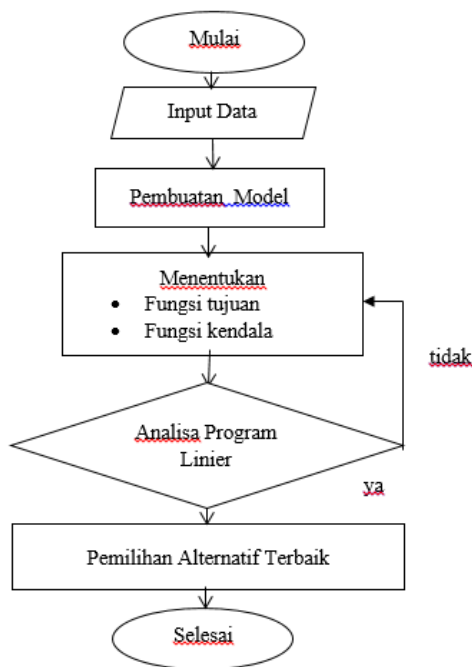 Mulai
Input Data
Pembuatan Model
Menentukan
• Fungsi tujuan
• Fungsi kendala
tidak
Analisa Program
Linier
ya
Pemilihan Alternatif Terbaik
Selesai